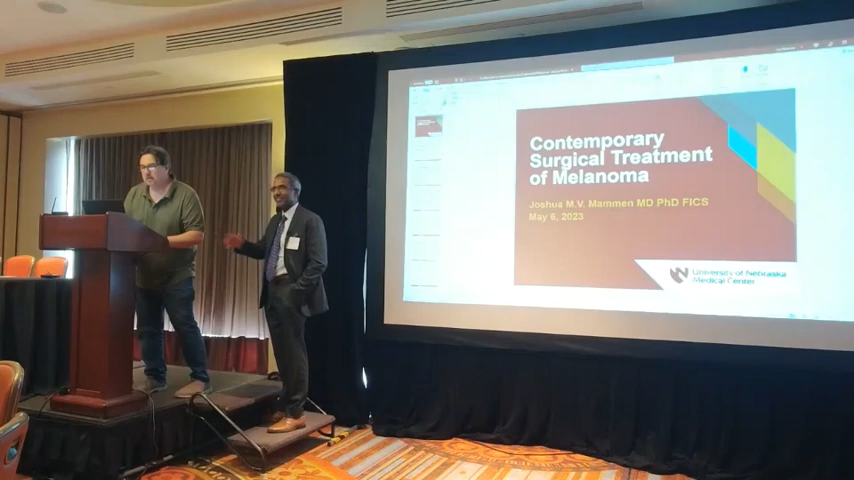 Contemporary
Surgical Treatment
of Melanoma
Joshua M.V. Mammen MD PhD FICS
May 6, 2023
University of Nebraska
Medical Center